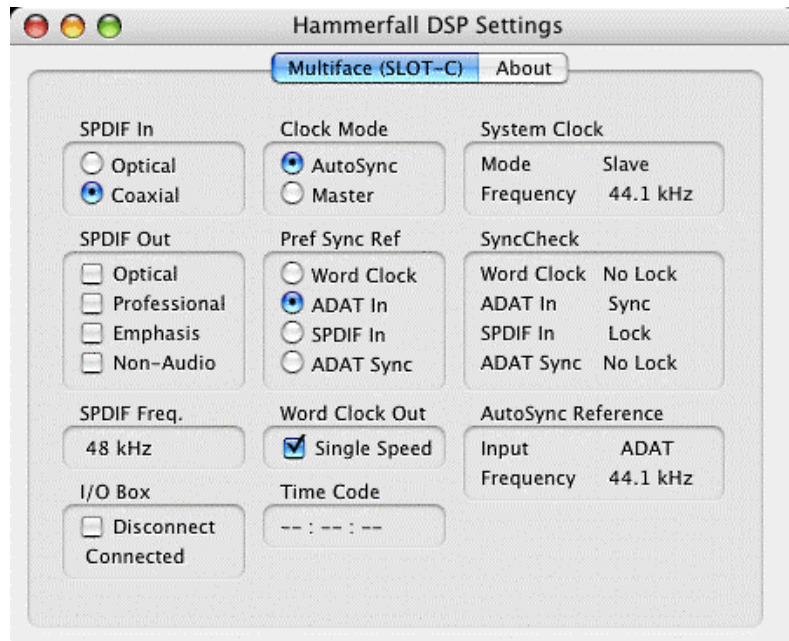 Hammerfall DSP Settings
Multiface (SLOT-C) About
SPDIF In
Optical
Coaxial
Clock Mode
AutoSync
Master
System Clock
Mode Slave
Frequency 44.1 kHz
SPDIF Out
Optical
Professional
Emphasis
Non-Audio
Pref Sync Ref
Word Clock
ADAT In
SPDIF In
ADAT Sync
SyncCheck
Word Clock No Lock
ADAT In Sync
SPDIF In Lock
ADAT Sync No Lock
SPDIF Freq.
48 kHz
Word Clock Out
Single Speed
AutoSync Reference
Input ADAT
Frequency 44.1 kHz
I/O Box
Disconnect
Connected
Time Code
-- : -- : --